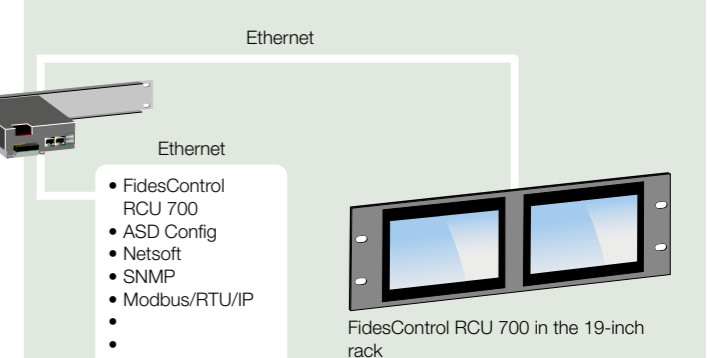 Ethernet
Ethernet
• FidesControl
RCU 700
• ASD Config
• Netsoft
• SNMP
• Modbus/RTU/IP
•
•
FidesControl RCU 700 in the 19-inch
rack